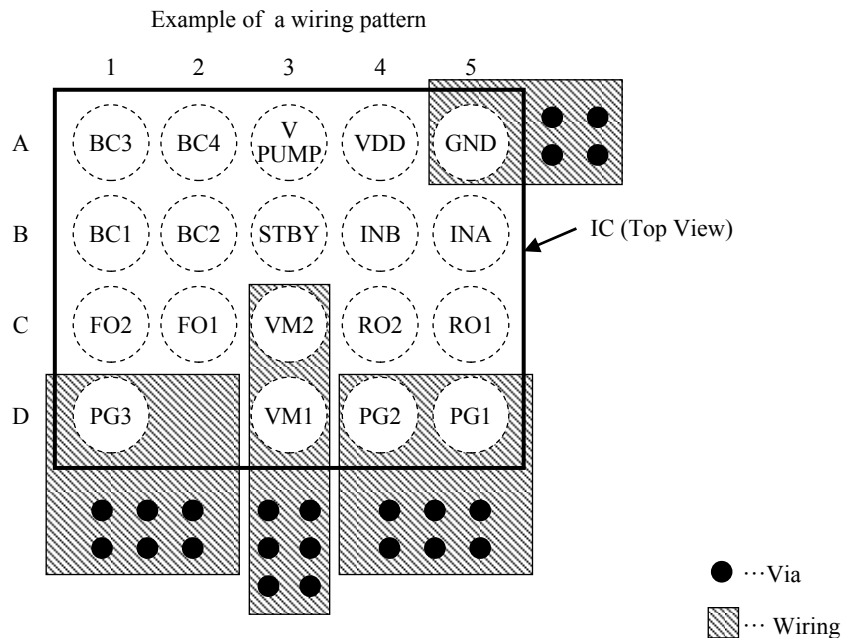 Example of a wiring pattern
1 2 3 4 5
A BC3 BC4 V PUMP VDD GND
B BC1 BC2 STBY INB INA
IC (Top View)
C FO2 FO1 VM2 RO2 RO1
D PG3 VM1 PG2 PG1
⋯Via
⋯ Wiring